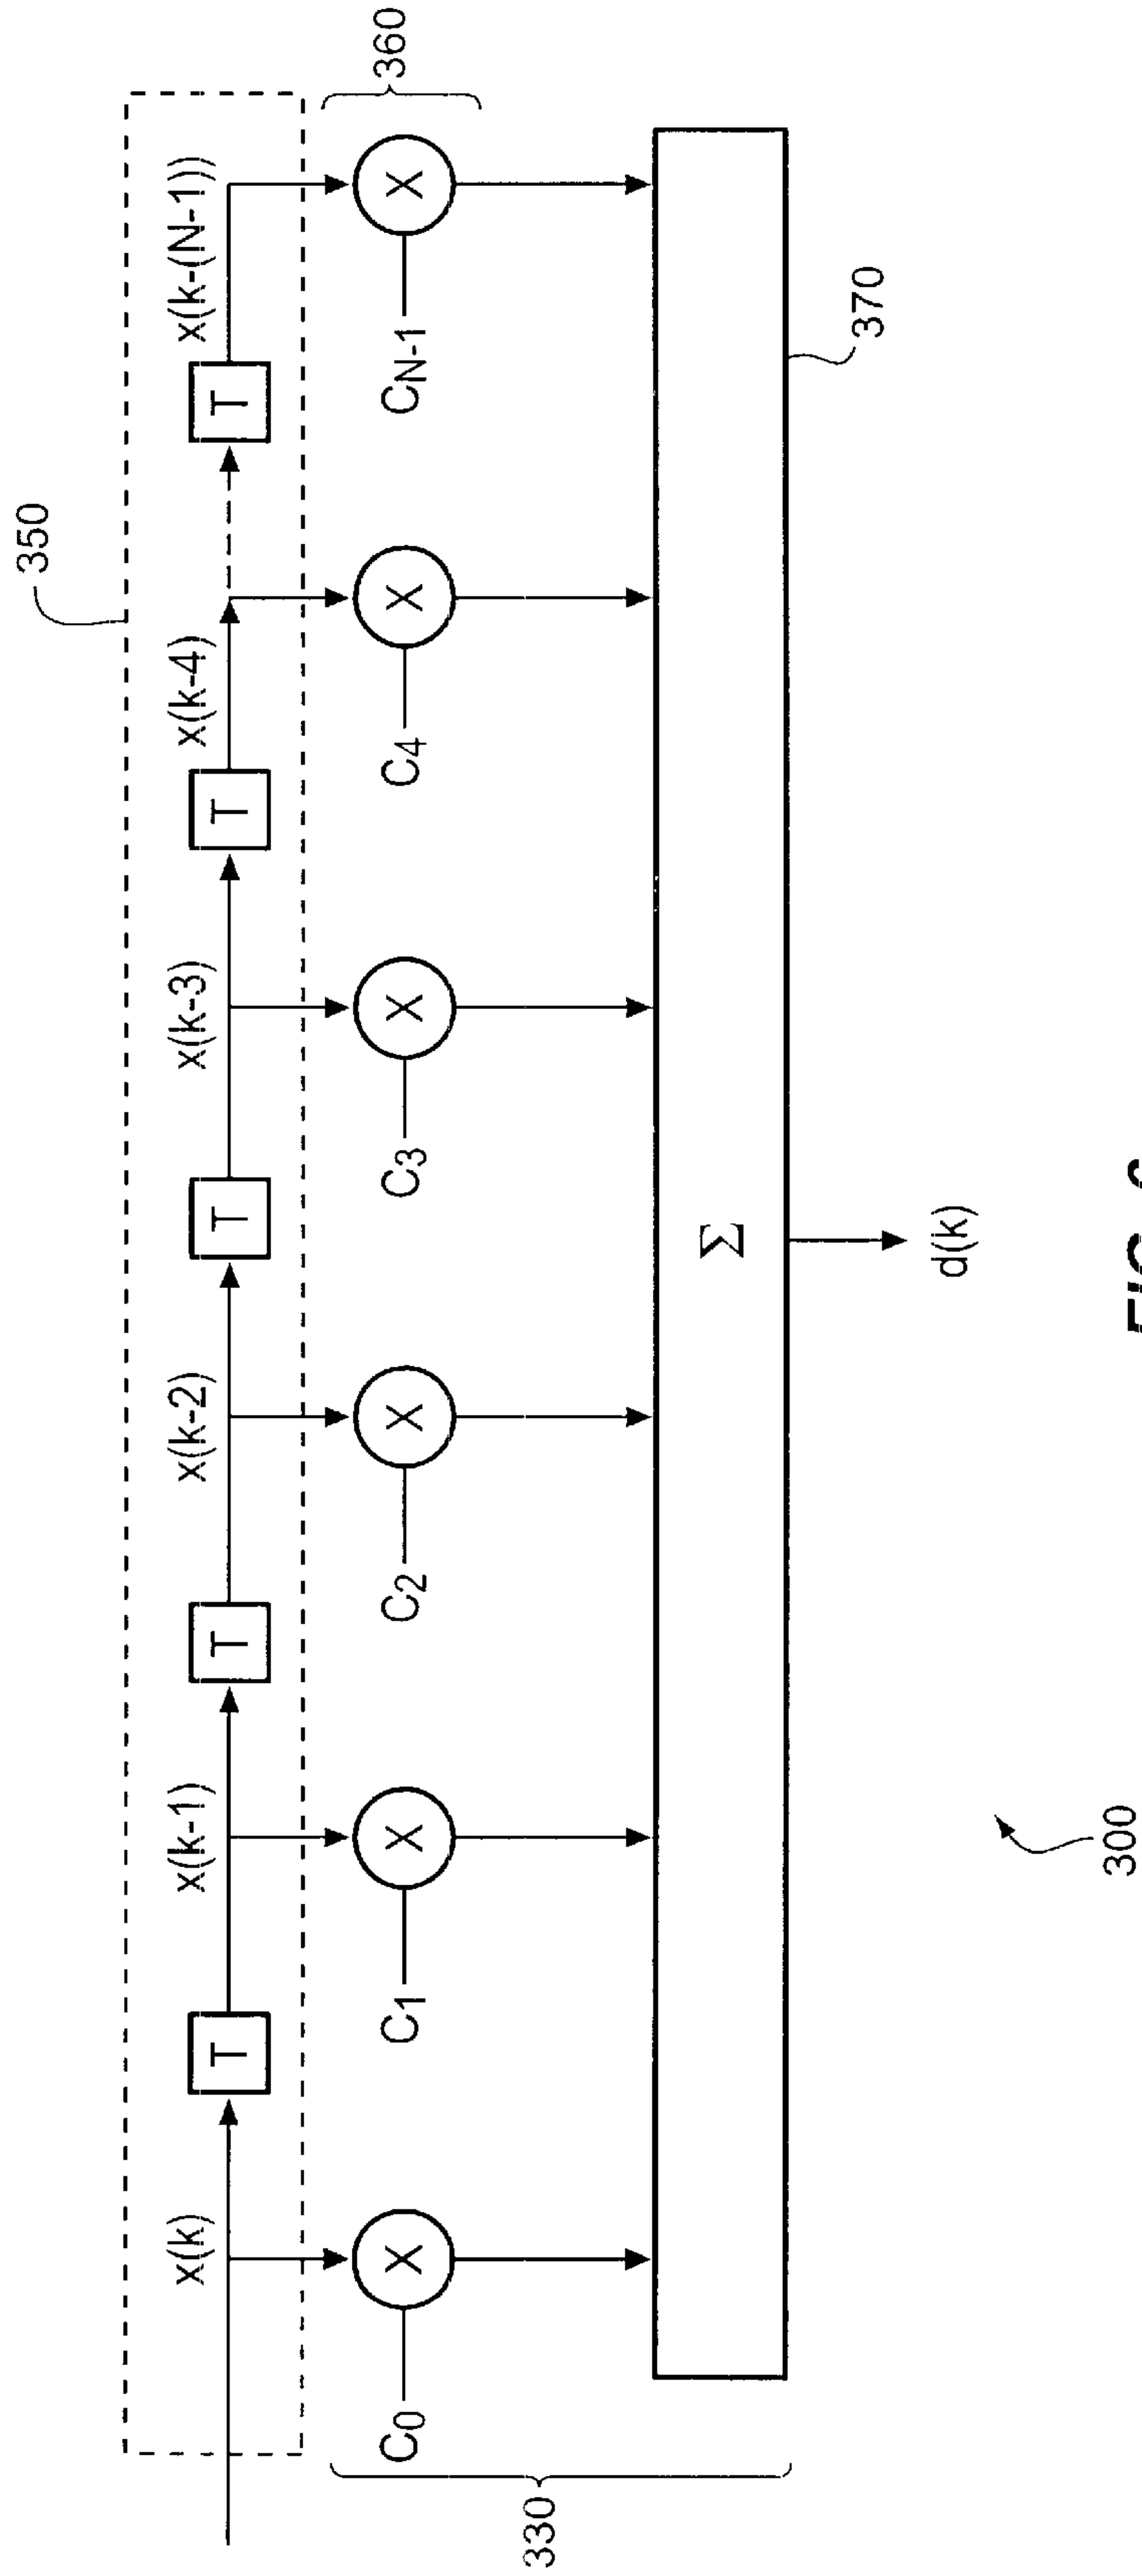 350
x(k)
x(k-1)
x(k-2)
x(k-3)
x(k-4)
x(k-(N-1))
T
T
T
T
T
360
X
X
X
X
X
X
C0
C1
C2
C3
C4
CN-1
330
Σ
370
d(k)
300